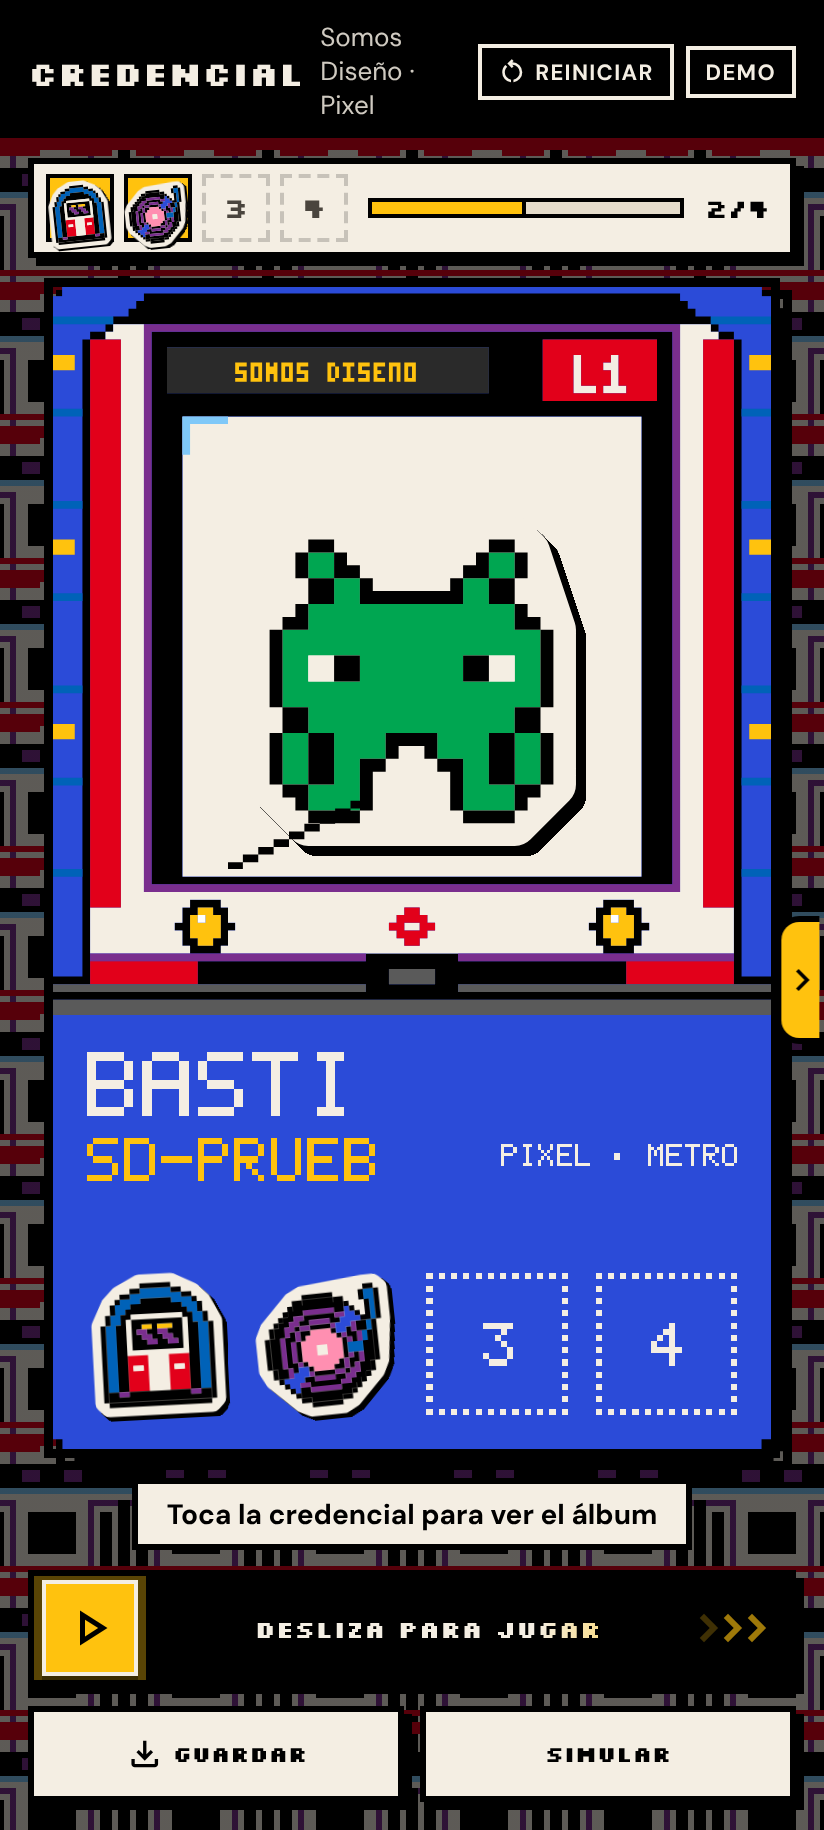 CREDENCIAL
Somos
Diseño ·
Pixel
REINICIAR
DEMO
3
4
2/4
SOMOS DISENO
L1
BASTI
SD-PRUEB
PIXEL · METRO
3
4
Toca la credencial para ver el álbum
DESLIZA PARA JUGAR
GUARDAR
SIMULAR